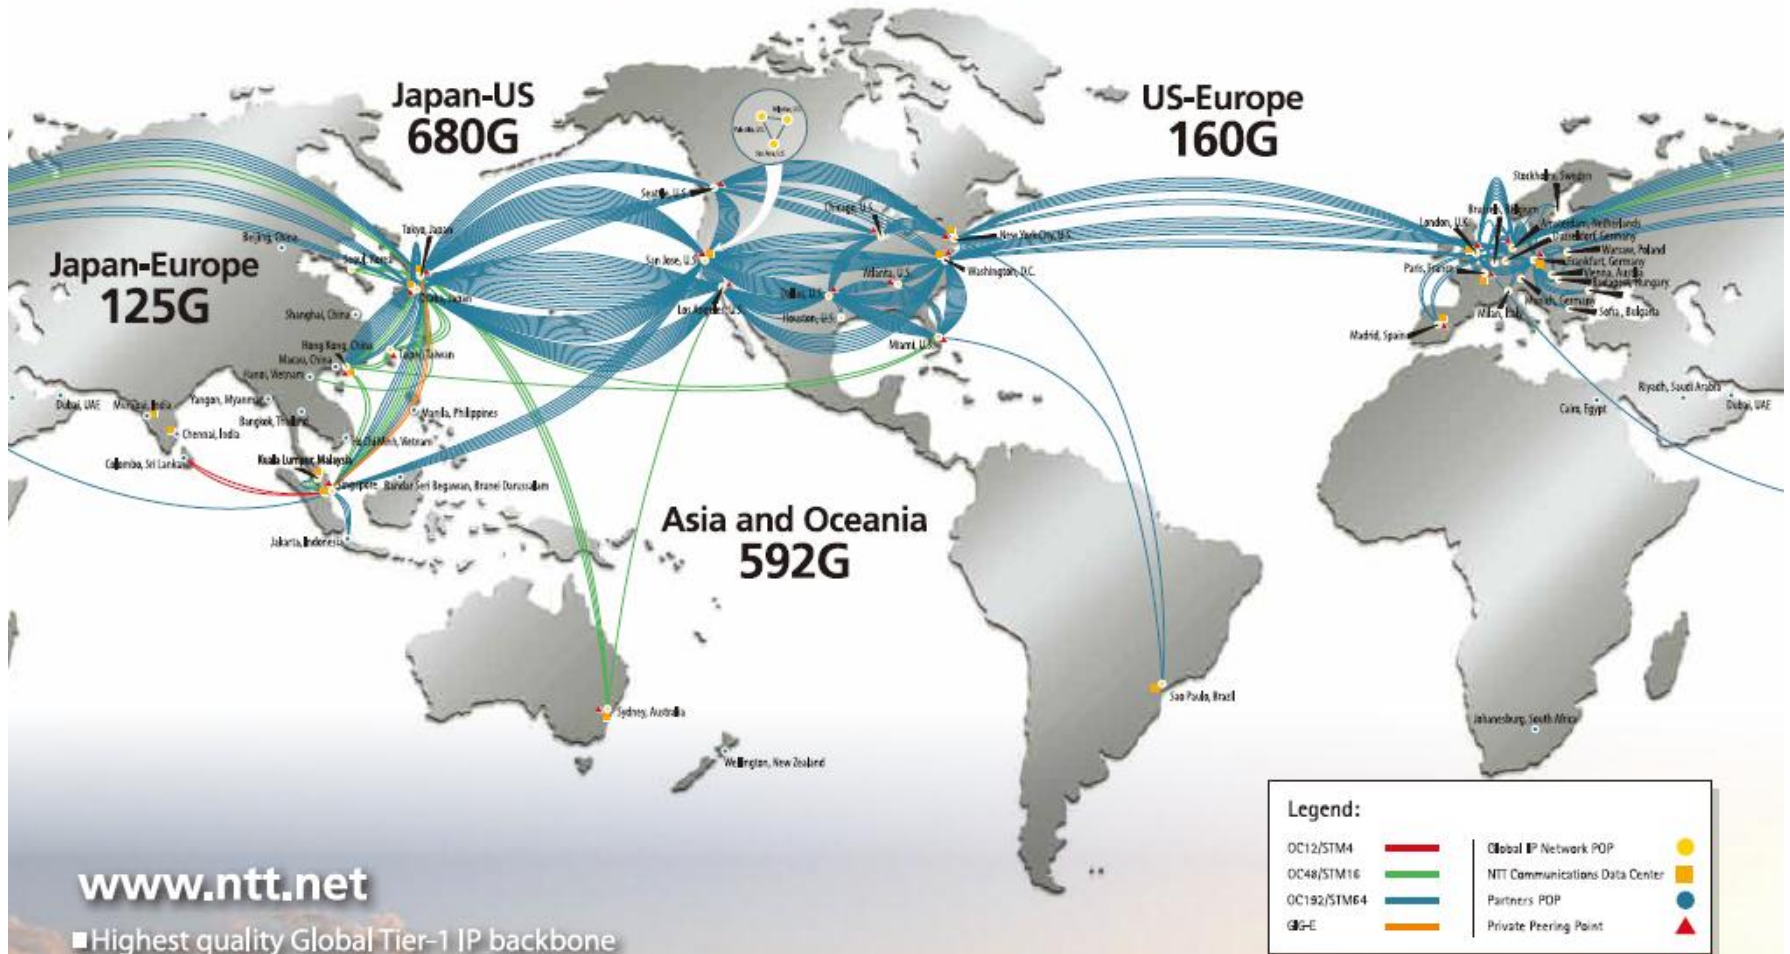 Japan-US
680G
US-Europe
160G
Japan-Europe
125G
Asia and Oceania
592G
Seattle, U.S.
Chicago, U.S.
San Jose, U.S.
Los Angeles, U.S.
Dallas, U.S.
Houston, U.S.
Atlanta, U.S.
Miami, U.S.
New York City, U.S.
Washington, D.C.
Tokyo, Japan
Osaka, Japan
Beijing, China
Seoul, Korea
Shanghai, China
Hong Kong, China
Macau, China
Taipei, Taiwan
Hanoi, Vietnam
Dubai, UAE
Mumbai, India
Yangon, Myanmar
Bangkok, Thailand
Manila, Philippines
Chennai, India
Ho Chi Minh, Vietnam
Colombo, Sri Lanka
Kuala Lumpur, Malaysia
Singapore
Bandar Seri Begawan, Brunei Darussalam
Jakarta, Indonesia
Sydney, Australia
Wellington, New Zealand
Sao Paulo, Brazil
Stockholm, Sweden
Brussels, Belgium
London, U.K.
Amsterdam, Netherlands
Dusseldorf, Germany
Warsaw, Poland
Frankfurt, Germany
Vienna, Austria
Budapest, Hungary
Paris, France
Munich, Germany
Milan, Italy
Sofia, Bulgaria
Madrid, Spain
Cairo, Egypt
Riyadh, Saudi Arabia
Dubai, UAE
Johanesburg, South Africa
Legend:
OC12/STM4
OC48/STM16
OC192/STM64
GIG-E
Global IP Network POP
NTT Communications Data Center
Partners POP
Private Peering Point
www.ntt.net
Highest quality Global Tier-1 IP backbone